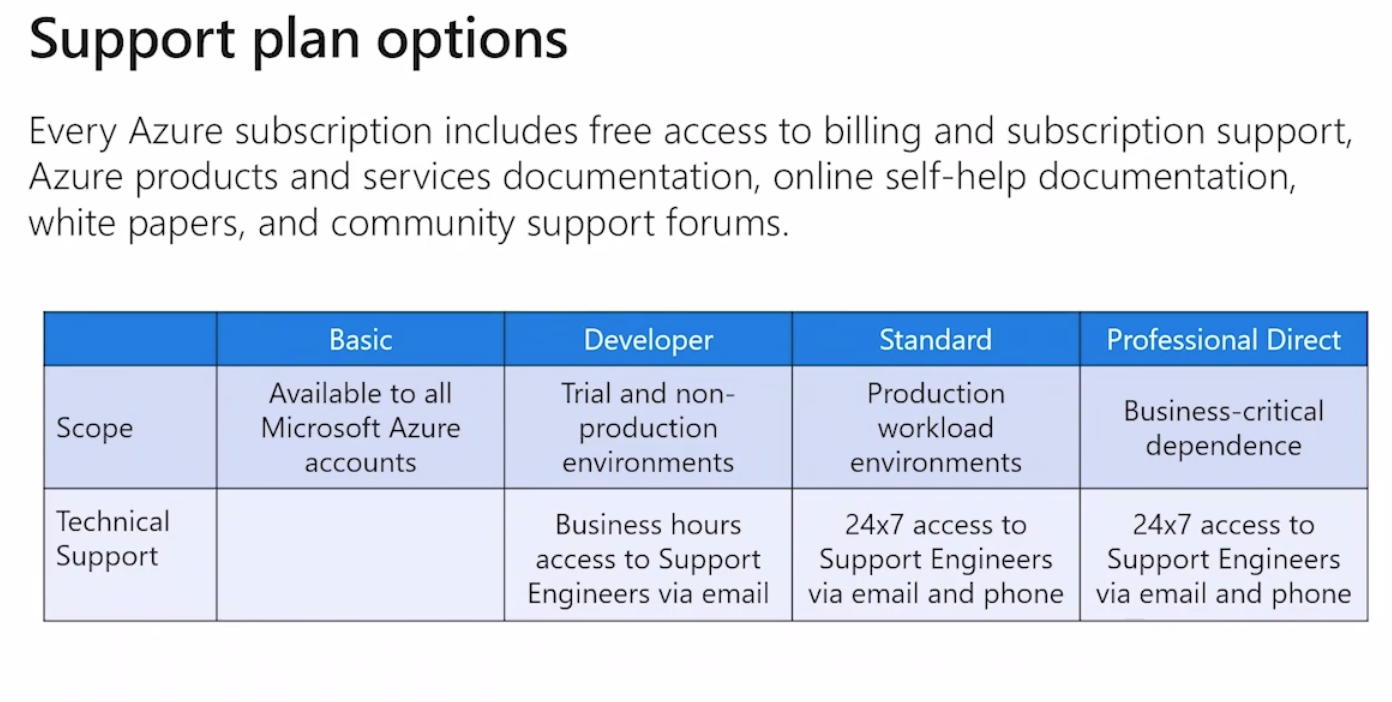 Support plan options
Every Azure subscription includes free access to billing and subscription support,
Azure products and services documentation, online self-help documentation,
white papers, and community support forums.
Basic
Developer
Standard
Professional Direct
Scope
Available to all
Microsoft Azure
accounts
Trial and non-
production
environments
Production
workload
environments
Business-critical
dependence
Technical
Support
Business hours
access to Support
Engineers via email
24x7 access to
Support Engineers
via email and phone
24x7 access to
Support Engineers
via email and phone